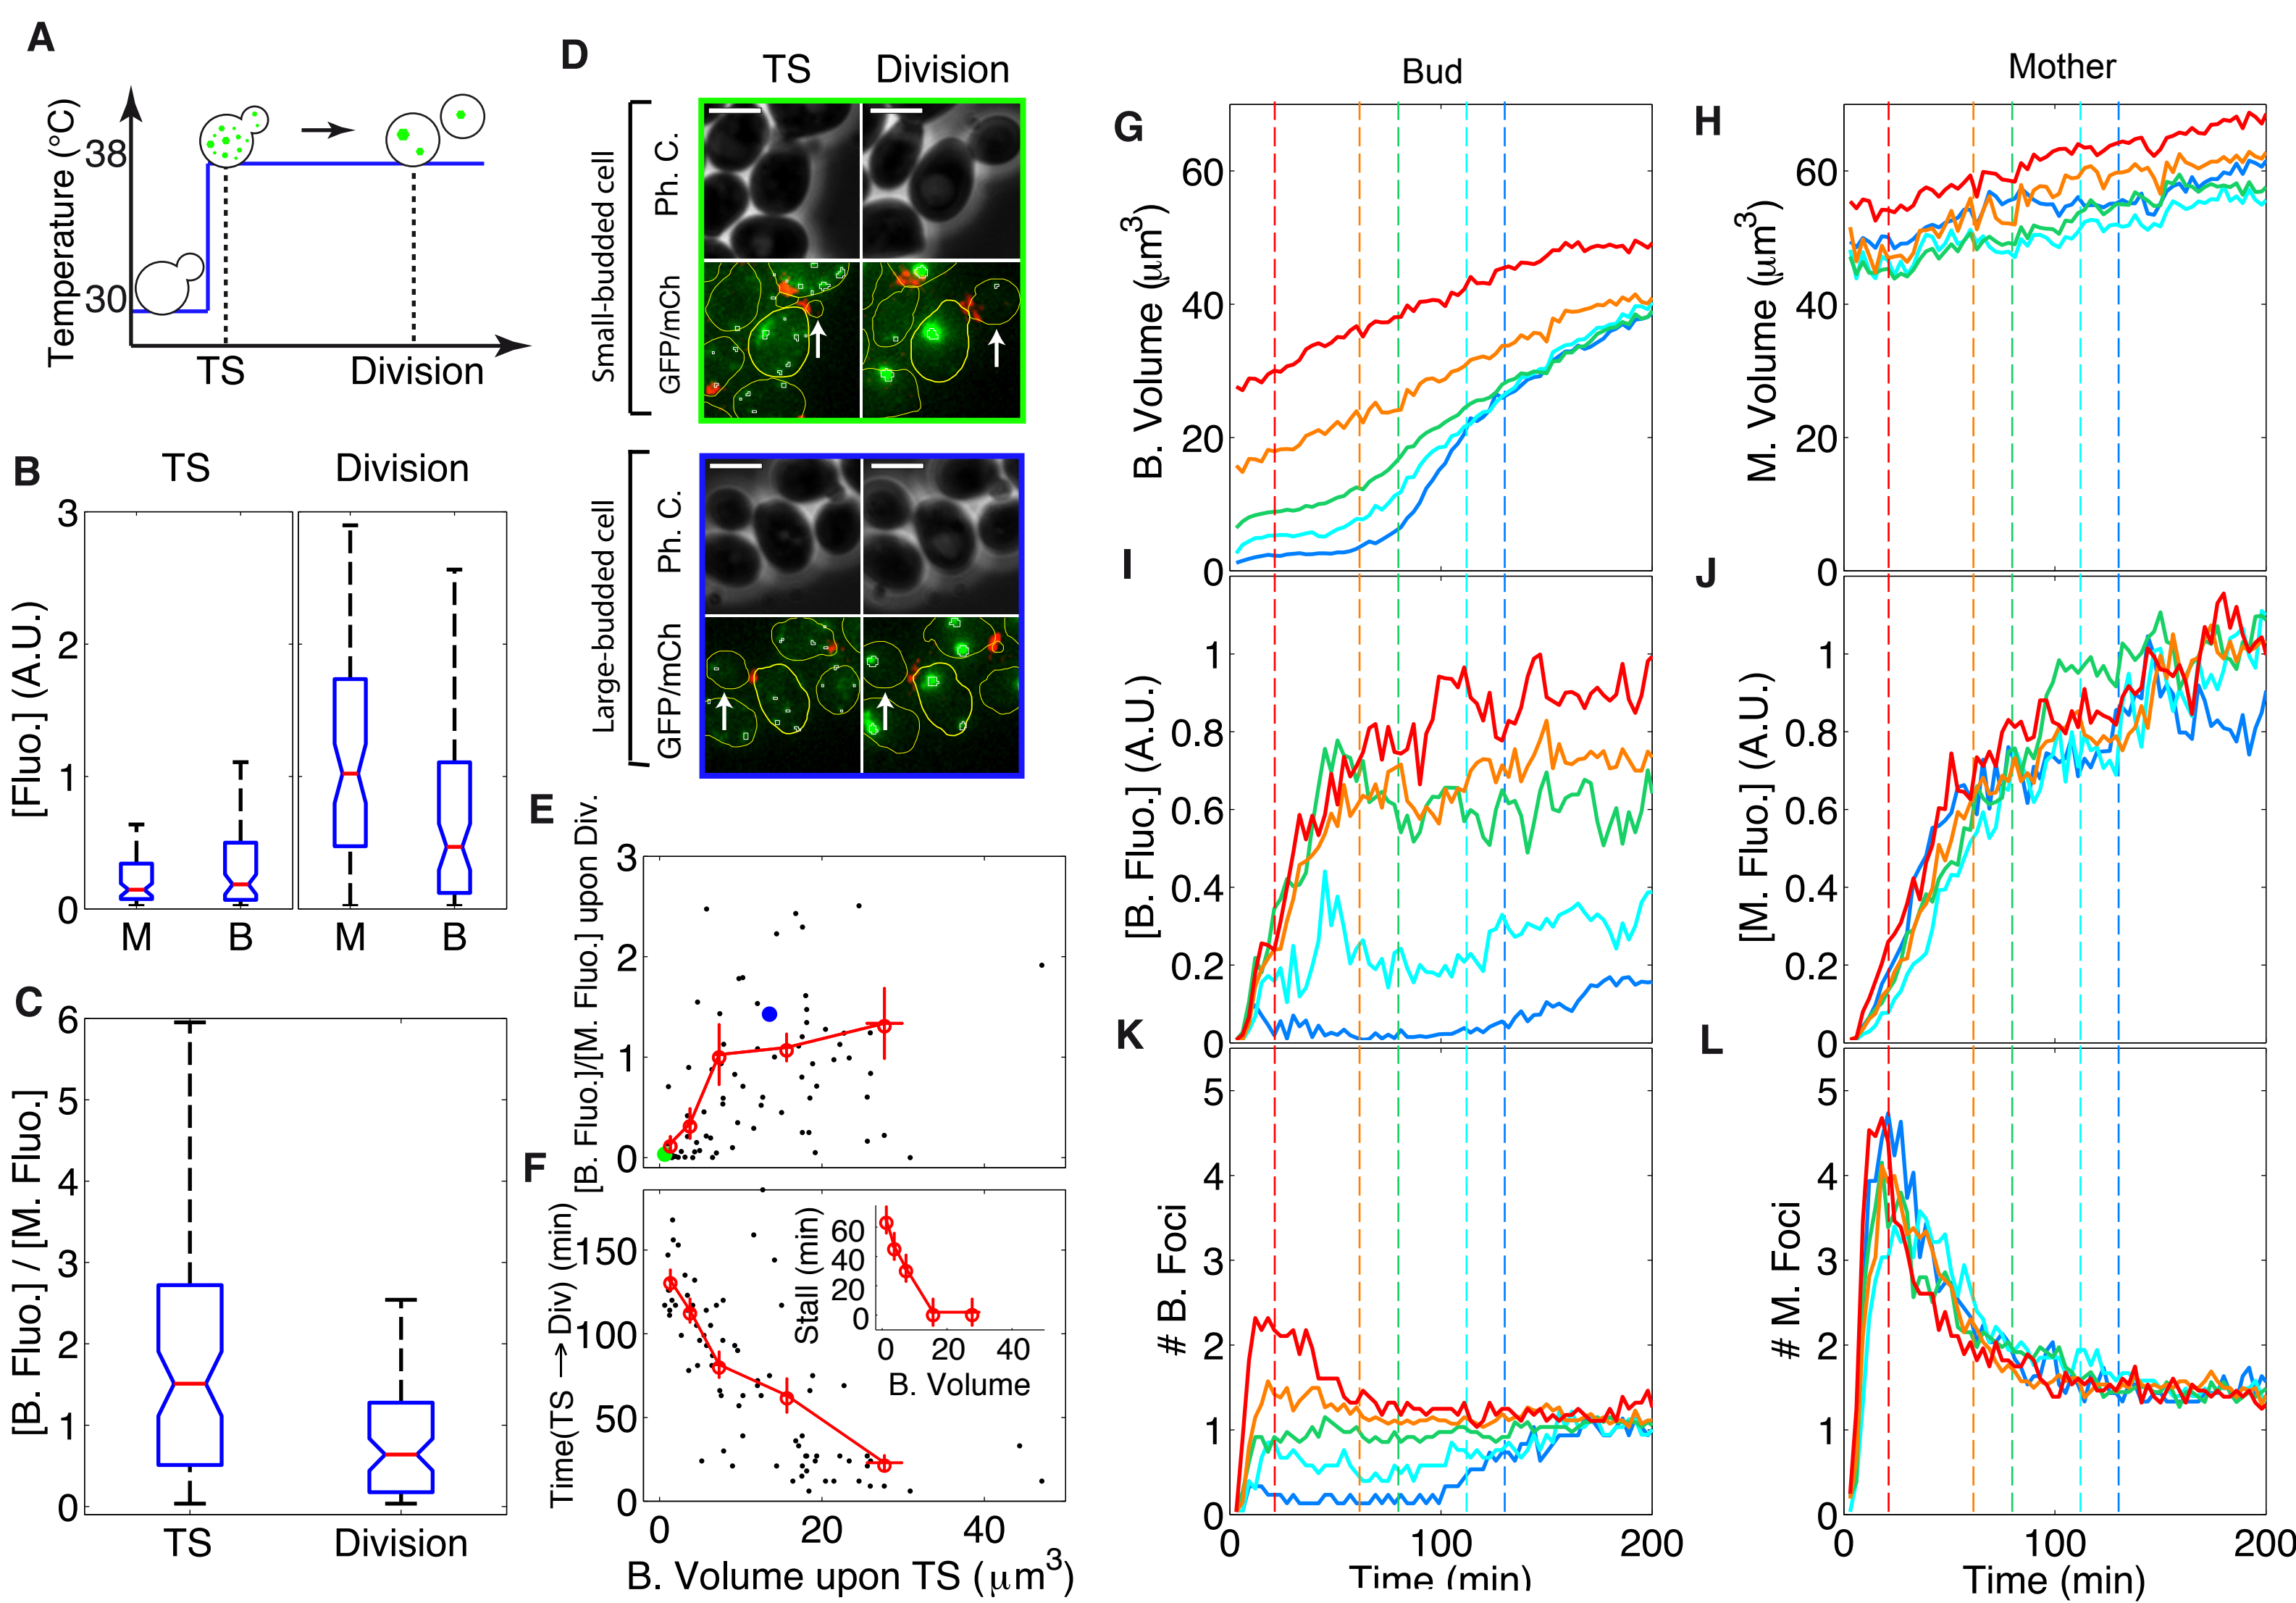 A
Temperature (°C)
38
30
TS
Division
B
TS
Division
[Fluo.] (A.U.)
3
2
1
0
M
B
M
B
C
[B. Fluo.] / [M. Fluo.]
6
5
4
3
2
1
0
TS
Division
D
TS
Division
Small-budded cell
Ph. C.
GFP/mCh
Large-budded cell
Ph. C.
GFP/mCh
E
[B. Fluo.]/[M. Fluo.] upon Div.
3
2
1
0
F
Time(TS → Div) (min)
150
100
50
0
0
20
40
B. Volume upon TS (μm3)
Stall (min)
60
40
20
0
0
20
40
B. Volume
Bud
Mother
G
B. Volume (μm3)
60
40
20
0
H
M. Volume (μm3)
60
40
20
0
I
[B. Fluo.] (A.U.)
1
0.8
0.6
0.4
0.2
0
J
[M. Fluo.] (A.U.)
1
0.8
0.6
0.4
0.2
0
K
# B. Foci
0
5
4
3
2
1
0
0
100
200
Time (min)
L
# M. Foci
0
5
4
3
2
1
0
0
100
200
Time (min)